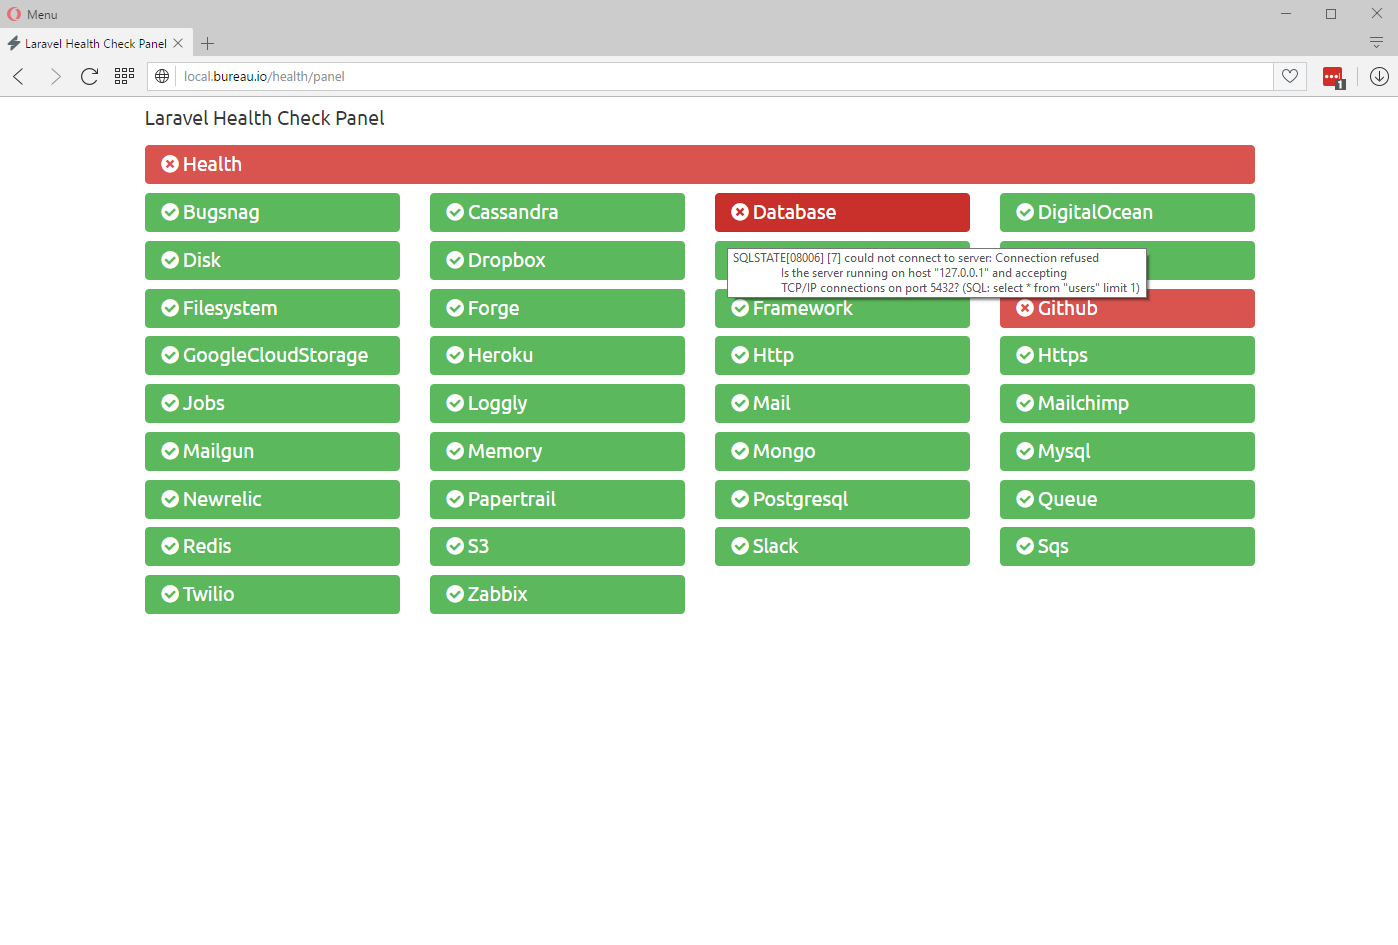 Menu
Laravel Health Check Panel
local.bureau.io/health/panel
1
Laravel Health Check Panel
Health
Bugsnag
Cassandra
Database
DigitalOcean
Disk
Dropbox
SQLSTATE[08006] [7] could not connect to server: Connection refused
Is the server running on host "127.0.0.1" and accepting
TCP/IP connections on port 5432? (SQL: select * from "users" limit 1)
Filesystem
Forge
Framework
Github
GoogleCloudStorage
Heroku
Http
Https
Jobs
Loggly
Mail
Mailchimp
Mailgun
Memory
Mongo
Mysql
Newrelic
Papertrail
Postgresql
Queue
Redis
S3
Slack
Sqs
Twilio
Zabbix